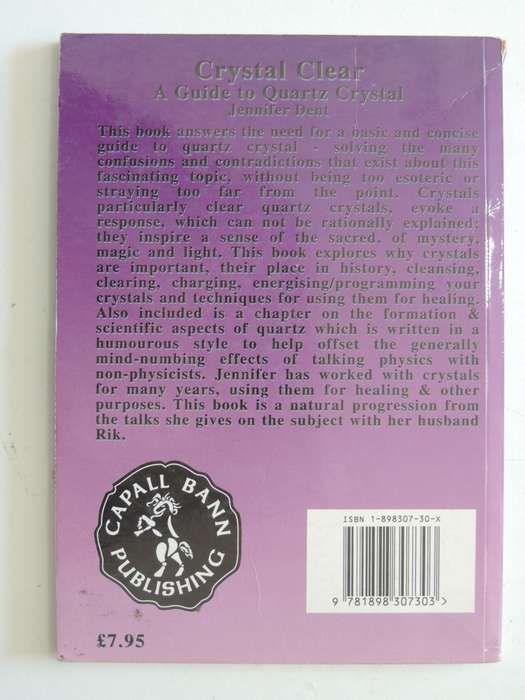 Crystal Clear
A Guide to Quartz Crystal
Jennifer Dent
This book answers the need for a basic and concise
guide to quartz crystal - solving the many
confusions and contradictions that exist about this
fascinating topic, without being too esoteric or
straying too far from the point. Crystals
particularly clear quartz crystals, evoke a
response, which can not be rationally explained;
they inspire a sense of the sacred, of mystery,
magic and light. This book explores why crystals
are important, their place in history, cleansing,
clearing, charging, energising/programming your
crystals and techniques for using them for healing.
Also included is a chapter on the formation &
scientific aspects of quartz which is written in a
humourous style to help offset the generally
mind-numbing effects of talking physics with
non-physicists. Jennifer has worked with crystals
for many years, using them for healing & other
purposes. This book is a natural progression from
the talks she gives on the subject with her husband
Rik.
CAPALL BANN
PUBLISHING
ISBN 1-898307-30-X
9 781898 307303 >
£7.95